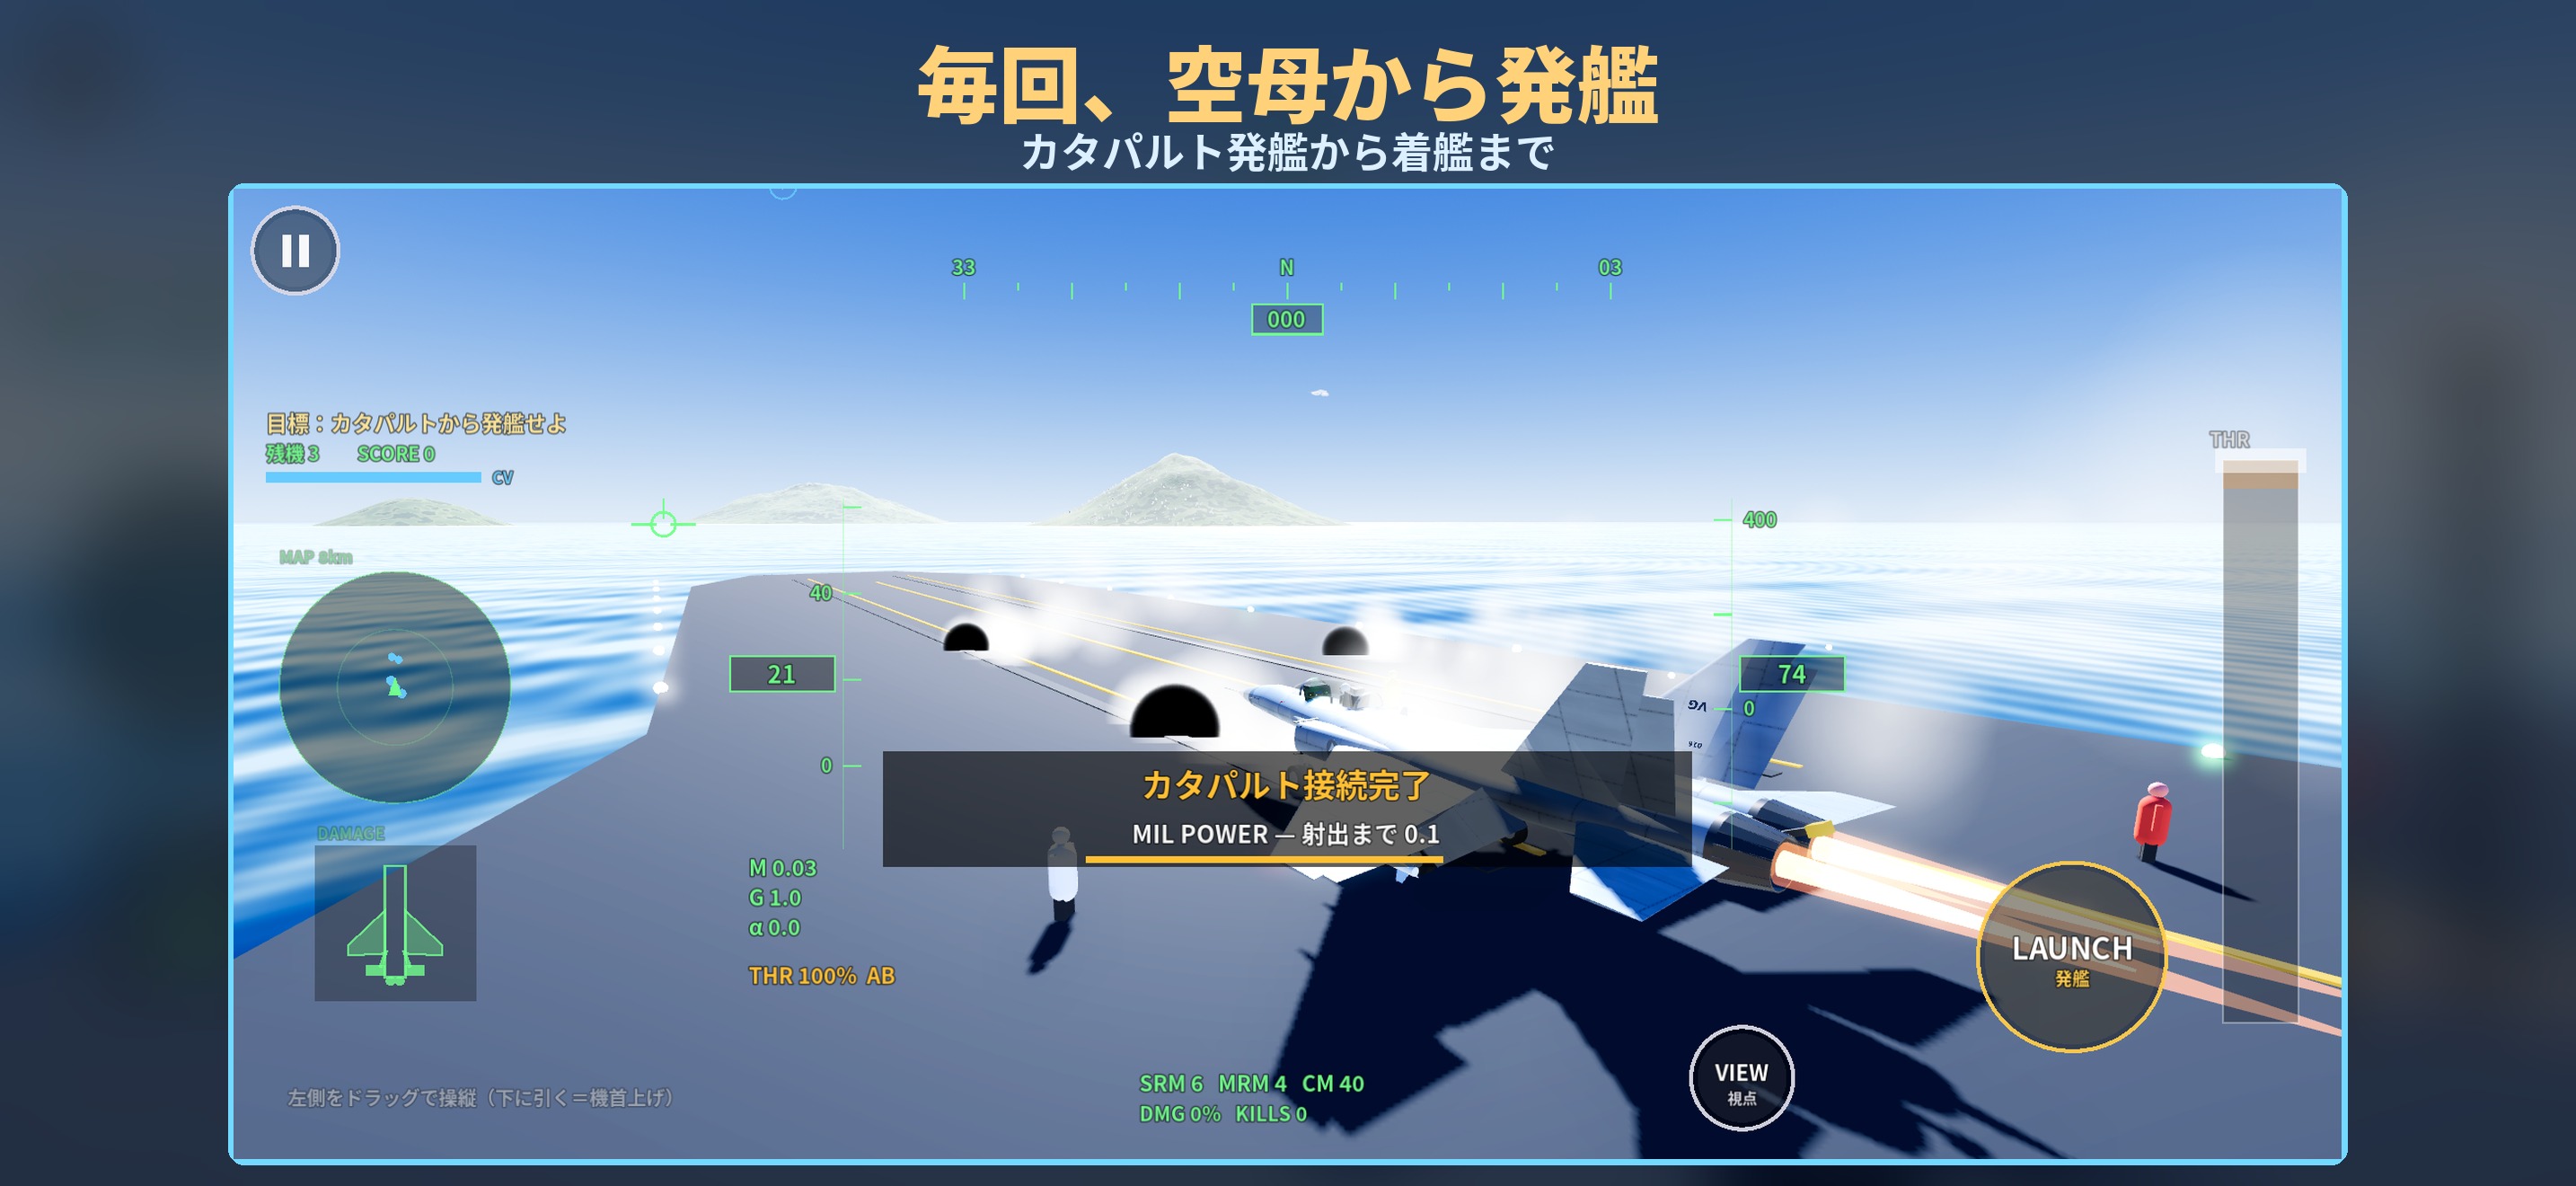 毎回、空母から発艦
カタパルト発艦から着艦まで
33 N 03
000
目標：カタパルトから発艦せよ
残機 3 SCORE 0
CV
THR
MAP 8km
400
40
21
74
0
0
VG
カタパルト接続完了
MIL POWER — 射出まで 0.1
DAMAGE
M 0.03
G 1.0
α 0.0
THR 100% AB
LAUNCH
発艦
VIEW
視点
左側をドラッグで操縦（下に引く＝機首上げ）
SRM 6 MRM 4 CM 40
DMG 0% KILLS 0